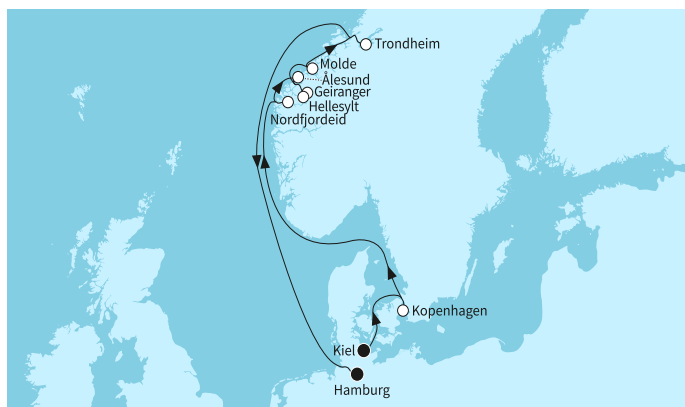 Trondheim
Molde
Ålesund
Geiranger
Hellesylt
Nordfjordeid
Kopenhagen
Kiel
Hamburg